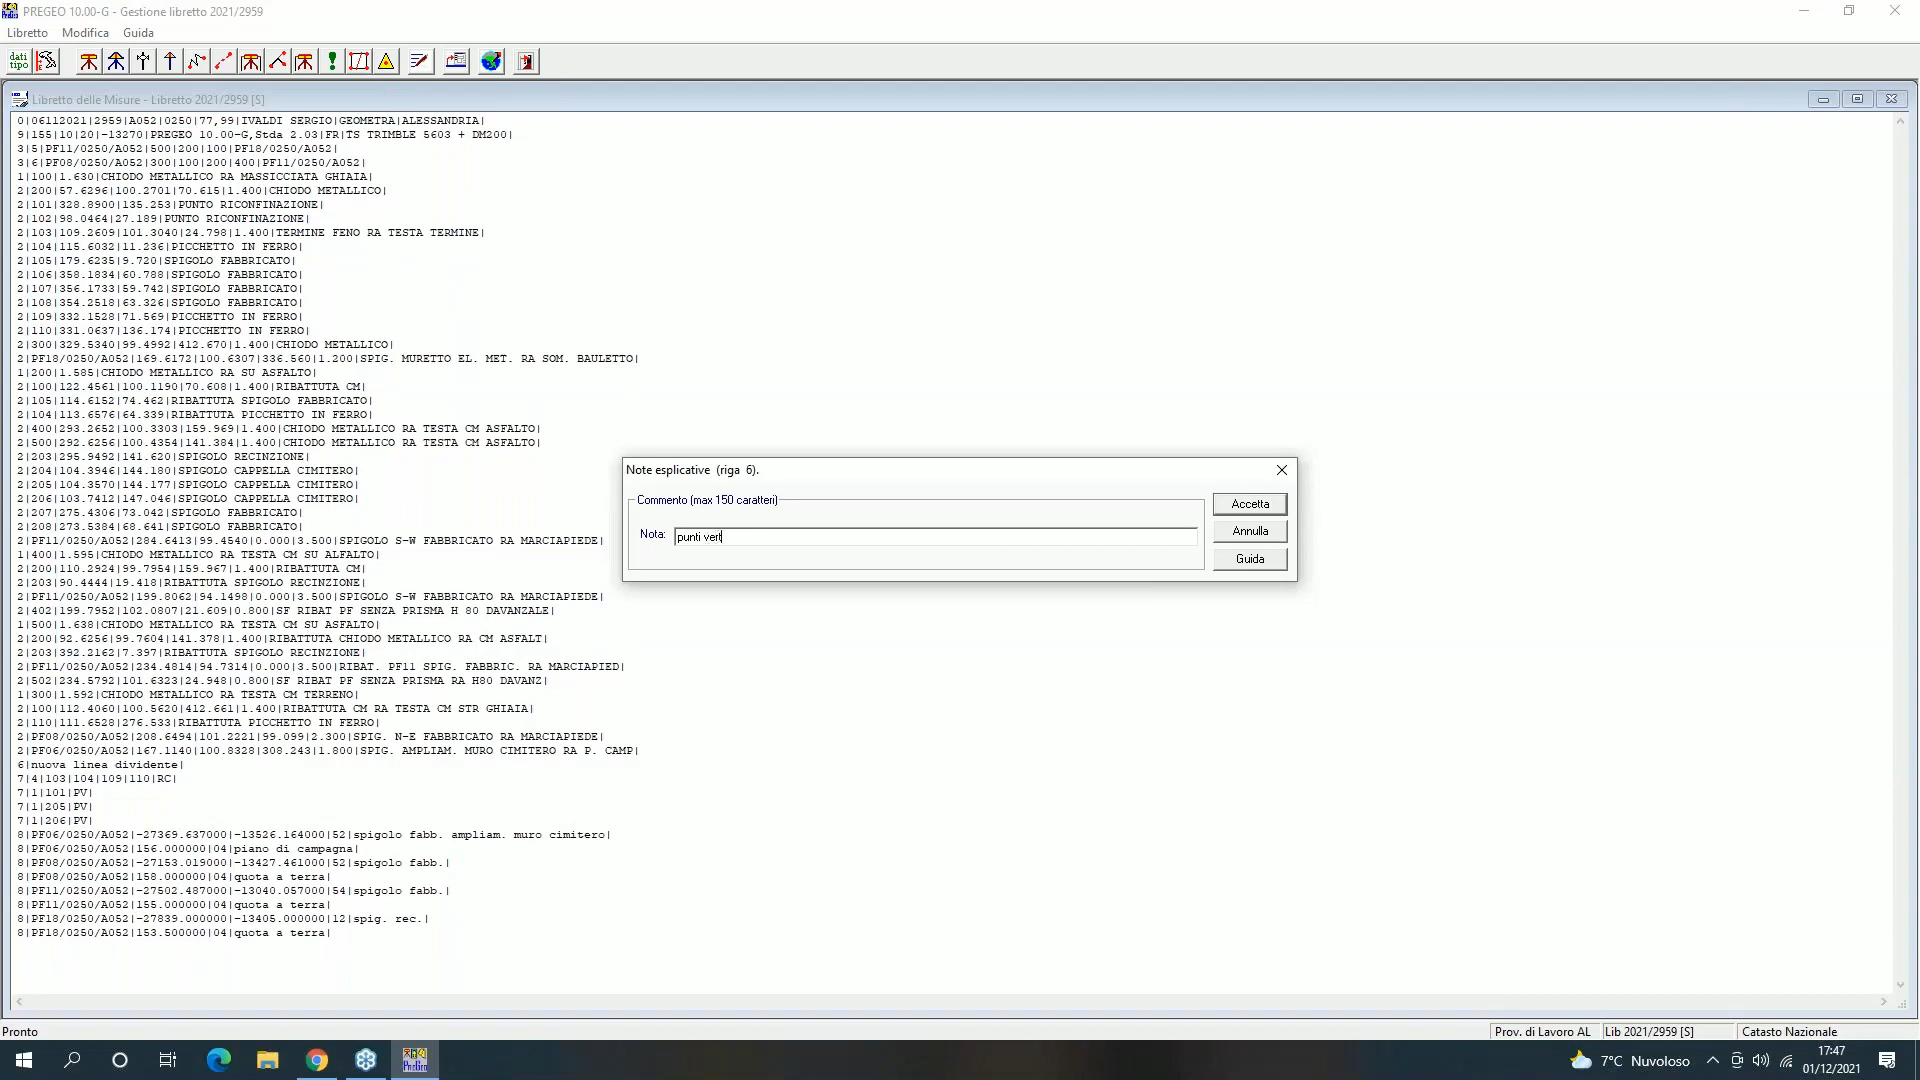 PREGEO 10.00-G - Gestione libretto 2021/2959
Libretto Modifica Guida
dati
tipo
Libretto delle Misure - Libretto 2021/2959 [S]
0|06112021|2959|A052|0250|77,99|IVALDI SERGIO|GEOMETRA|ALESSANDRIA|
9|155|10|20|-13270|PREGEO 10.00-G,Stda 2.03|FR|TS TRIMBLE 5603 + DM200|
3|5|PF11/0250/A052|500|200|100|PF18/0250/A052|
3|6|PF08/0250/A052|300|100|200|400|PF11/0250/A052|
1|100|1.630|CHIODO METALLICO RA MASSICCIATA GHIAIA|
2|200|57.6296|100.2701|70.615|1.400|CHIODO METALLICO|
2|101|328.8900|135.253|PUNTO RICONFINAZIONE|
2|102|98.0464|27.189|PUNTO RICONFINAZIONE|
2|103|109.2609|101.3040|24.798|1.400|TERMINE FENO RA TESTA TERMINE|
2|104|115.6032|11.236|PICCHETTO IN FERRO|
2|105|179.6235|9.720|SPIGOLO FABBRICATO|
2|106|358.1834|60.788|SPIGOLO FABBRICATO|
2|107|356.1733|59.742|SPIGOLO FABBRICATO|
2|108|354.2518|63.326|SPIGOLO FABBRICATO|
2|109|332.1528|71.569|PICCHETTO IN FERRO|
2|110|331.0637|136.174|PICCHETTO IN FERRO|
2|300|329.5340|99.4992|412.670|1.400|CHIODO METALLICO|
2|PF18/0250/A052|169.6172|100.6307|336.560|1.200|SPIG. MURETTO EL. MET. RA SOM. BAULETTO|
1|200|1.585|CHIODO METALLICO RA SU ASFALTO|
2|100|122.4561|100.1190|70.608|1.400|RIBATTUTA CM|
2|105|114.6152|74.462|RIBATTUTA SPIGOLO FABBRICATO|
2|104|113.6576|64.339|RIBATTUTA PICCHETTO IN FERRO|
2|400|293.2652|100.3303|159.969|1.400|CHIODO METALLICO RA TESTA CM ASFALTO|
2|500|292.6256|100.4354|141.384|1.400|CHIODO METALLICO RA TESTA CM ASFALTO|
2|203|295.9492|141.620|SPIGOLO RECINZIONE|
2|204|104.3946|144.180|SPIGOLO CAPPELLA CIMITERO|
2|205|104.3570|144.177|SPIGOLO CAPPELLA CIMITERO|
2|206|103.7412|147.046|SPIGOLO CAPPELLA CIMITERO|
2|207|275.4306|73.042|SPIGOLO FABBRICATO|
2|208|273.5384|68.641|SPIGOLO FABBRICATO|
2|PF11/0250/A052|284.6413|99.450|0.000|3.500|SPIGOLO S-W FABBRICATO RA MARCIAPIEDE|
1|400|1.595|CHIODO METALLICO RA TESTA CM SU ALFALTO|
2|200|110.2924|99.7954|159.967|1.400|RIBATTUTA CM|
2|203|90.4444|19.418|RIBATTUTA SPIGOLO RECINZIONE|
2|PF11/0250/A052|199.8062|94.1498|0.000|3.500|SPIGOLO S-W FABBRICATO RA MARCIAPIEDE|
2|402|199.7952|102.0807|21.609|0.800|SF RIBAT PF SENZA PRISMA H 80 DAVANZALE|
1|500|1.638|CHIODO METALLICO RA TESTA CM SU ASFALTO|
2|200|92.6256|99.7604|141.378|1.400|RIBATTUTA CHIODO METALLICO RA CM ASFALT|
2|203|392.2162|7.397|RIBATTUTA SPIGOLO RECINZIONE|
2|PF11/0250/A052|234.4814|94.7314|0.000|3.500|RIBAT. PF11 SPIG. FABBRIC. RA MARCIAPIED|
2|502|234.5792|101.6323|24.948|0.800|SF RIBAT PF SENZA PRISMA RA H80 DAVANZ|
1|300|1.592|CHIODO METALLICO RA TESTA CM TERRENO|
2|100|112.4060|100.5620|412.661|1.400|RIBATTUTA CM RA TESTA CM STR GHIAIA|
2|110|111.6528|276.533|RIBATTUTA PICCHETTO IN FERRO|
2|PF08/0250/A052|208.6494|101.2221|99.099|2.300|SPIG. N-E FABBRICATO RA MARCIAPIEDE|
2|PF06/0250/A052|167.1140|100.8328|308.243|1.800|SPIG. AMPLIAM. MURO CIMITERO RA P. CAMP|
6|nuova linea dividente|
7|4|103|104|109|110|RC|
7|1|101|PV|
7|1|205|PV|
7|1|206|PV|
8|PF06/0250/A052|-27369.637000|-13526.164000|52|spigolo fabb. ampliam. muro cimitero|
8|PF06/0250/A052|156.000000|04|piano di campagna|
8|PF08/0250/A052|-27153.019000|-13427.461000|52|spigolo fabb.|
8|PF08/0250/A052|158.000000|04|quota a terra|
8|PF11/0250/A052|-27502.487000|-13040.057000|54|spigolo fabb.|
8|PF11/0250/A052|155.000000|04|quota a terra|
8|PF18/0250/A052|-27839.000000|-13405.000000|12|spig. rec.|
8|PF18/0250/A052|153.500000|04|quota a terra|
Note esplicative (riga 6).
Commento (max 150 caratteri)
Nota: punti vert
Accetta
Annulla
Guida
Pronto
Prov. di Lavoro AL Lib 2021/2959 [S] Catasto Nazionale
7°C Nuvoloso
17:47
01/12/2021